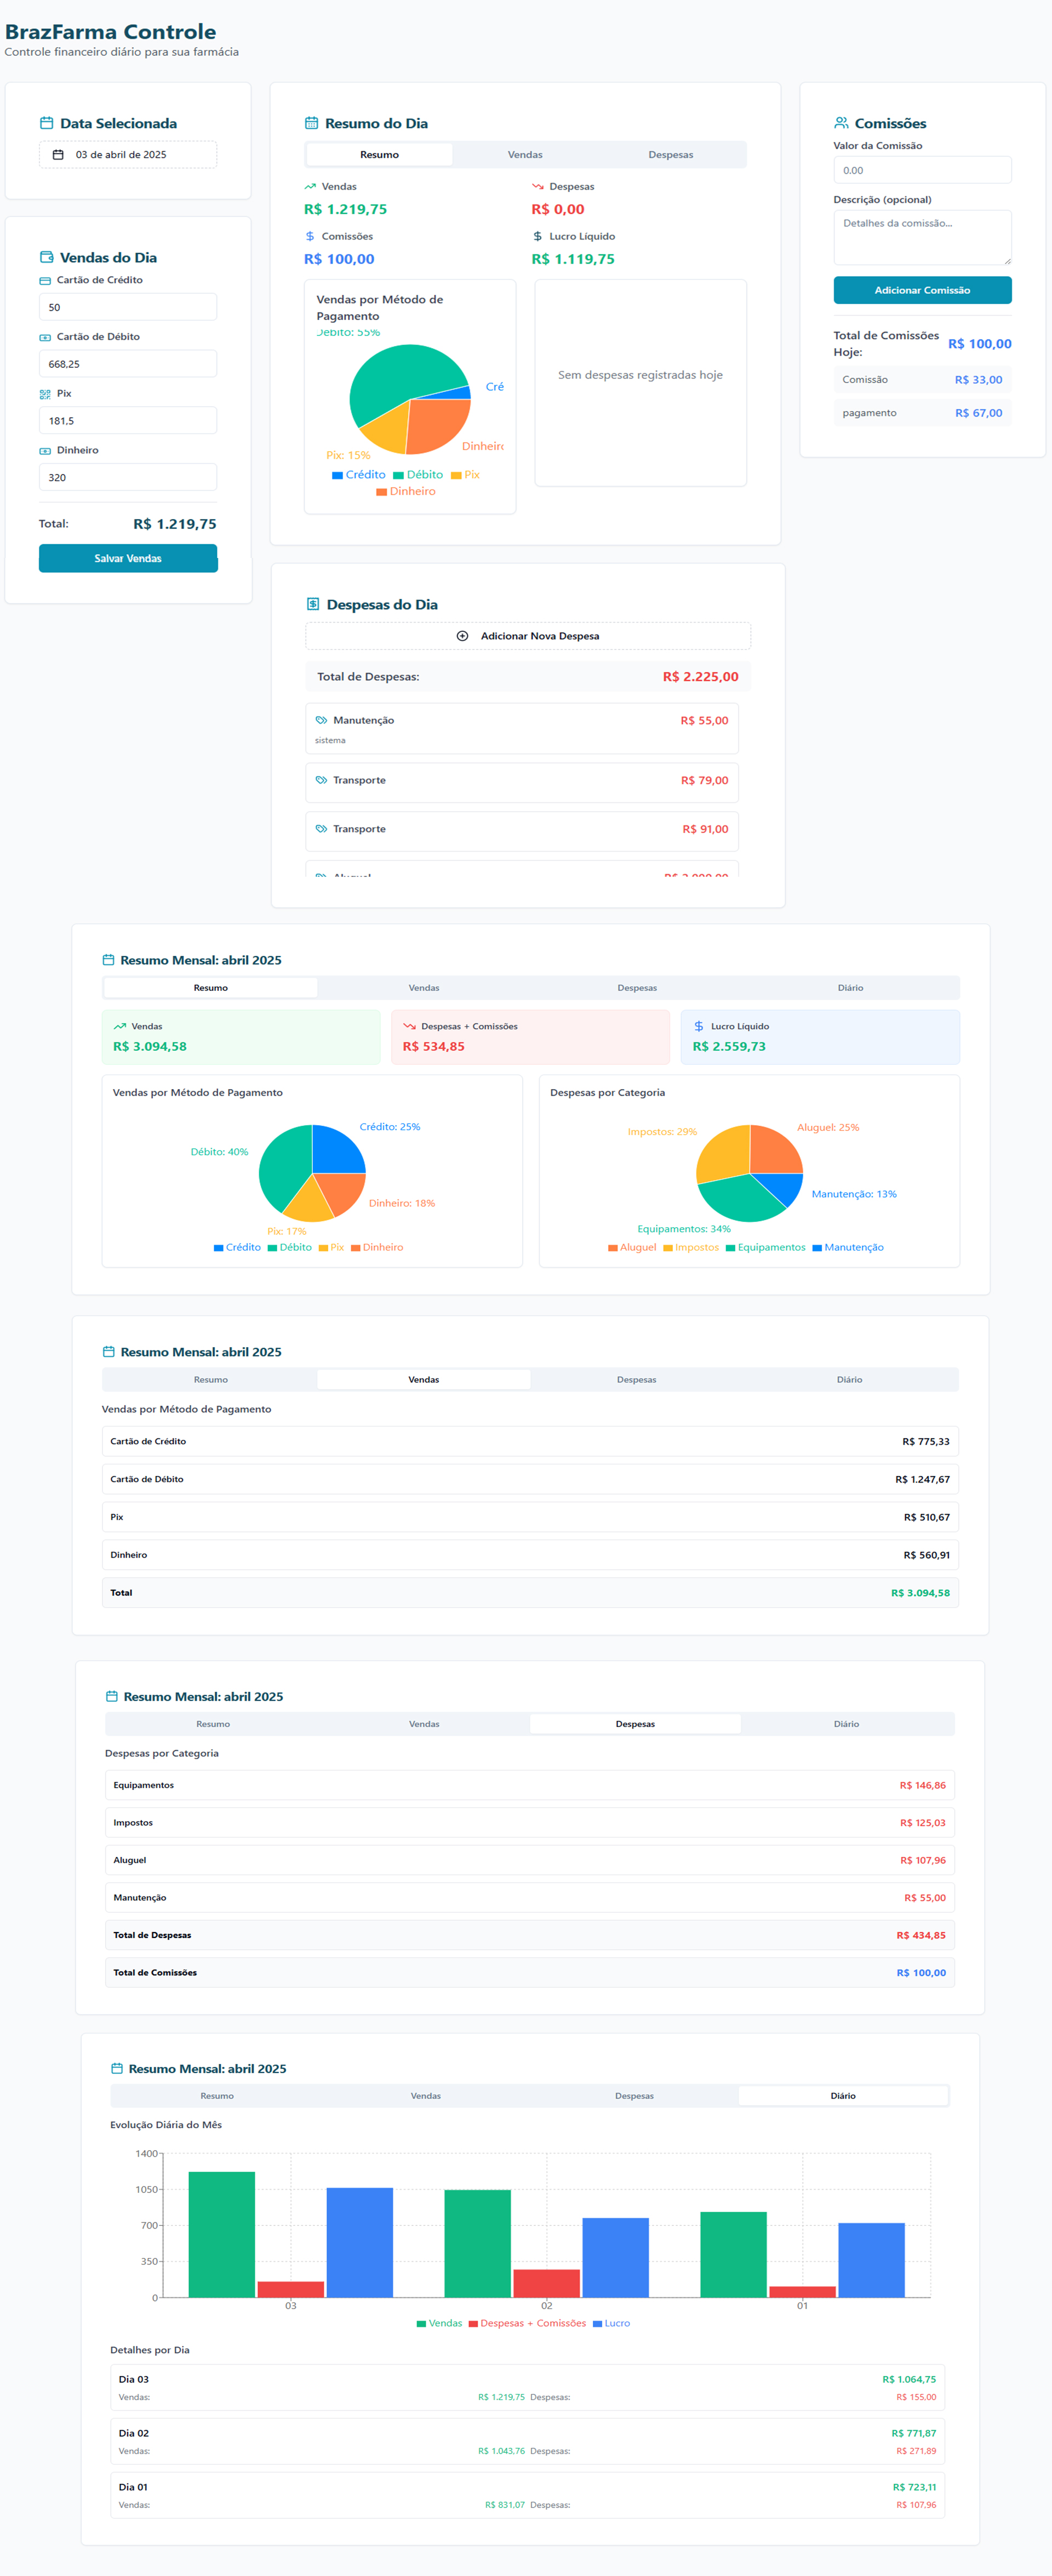 BrazFarma Controle
Controle financeiro diário para sua farmácia
Data Selecionada
03 de abril de 2025
Vendas do Dia
Cartão de Crédito
50
Cartão de Débito
668,25
Pix
181,5
Dinheiro
320
Total: R$ 1.219,75
Salvar Vendas
Resumo do Dia
Resumo Vendas Despesas
Vendas
R$ 1.219,75
Despesas
R$ 0,00
Comissões
R$ 100,00
Lucro Líquido
R$ 1.119,75
Vendas por Método de
Pagamento
Débito: 55%
Cré
Dinheiro
Pix: 15%
Crédito Débito Pix
Dinheiro
Sem despesas registradas hoje
Comissões
Valor da Comissão
0.00
Descrição (opcional)
Detalhes da comissão...
Adicionar Comissão
Total de Comissões
Hoje:
R$ 100,00
Comissão R$ 33,00
pagamento R$ 67,00
Despesas do Dia
Adicionar Nova Despesa
Total de Despesas: R$ 2.225,00
Manutenção R$ 55,00
sistema
Transporte R$ 79,00
Transporte R$ 91,00
Aluguel R$ 2.000,00
Resumo Mensal: abril 2025
Resumo Vendas Despesas Diário
Vendas
R$ 3.094,58
Despesas + Comissões
R$ 534,85
Lucro Líquido
R$ 2.559,73
Vendas por Método de Pagamento
Crédito: 25%
Débito: 40%
Dinheiro: 18%
Pix: 17%
Crédito Débito Pix Dinheiro
Despesas por Categoria
Aluguel: 25%
Impostos: 29%
Manutenção: 13%
Equipamentos: 34%
Aluguel Impostos Equipamentos Manutenção
Resumo Mensal: abril 2025
Resumo Vendas Despesas Diário
Vendas por Método de Pagamento
Cartão de Crédito R$ 775,33
Cartão de Débito R$ 1.247,67
Pix R$ 510,67
Dinheiro R$ 560,91
Total R$ 3.094,58
Resumo Mensal: abril 2025
Resumo Vendas Despesas Diário
Despesas por Categoria
Equipamentos R$ 146,86
Impostos R$ 125,03
Aluguel R$ 107,96
Manutenção R$ 55,00
Total de Despesas R$ 434,85
Total de Comissões R$ 100,00
Resumo Mensal: abril 2025
Resumo Vendas Despesas Diário
Evolução Diária do Mês
1400
1050
700
350
0
03 02 01
Vendas Despesas + Comissões Lucro
Detalhes por Dia
Dia 03 R$ 1.064,75
Vendas: R$ 1.219,75 Despesas: R$ 155,00
Dia 02 R$ 771,87
Vendas: R$ 1.043,76 Despesas: R$ 271,89
Dia 01 R$ 723,11
Vendas: R$ 831,07 Despesas: R$ 107,96